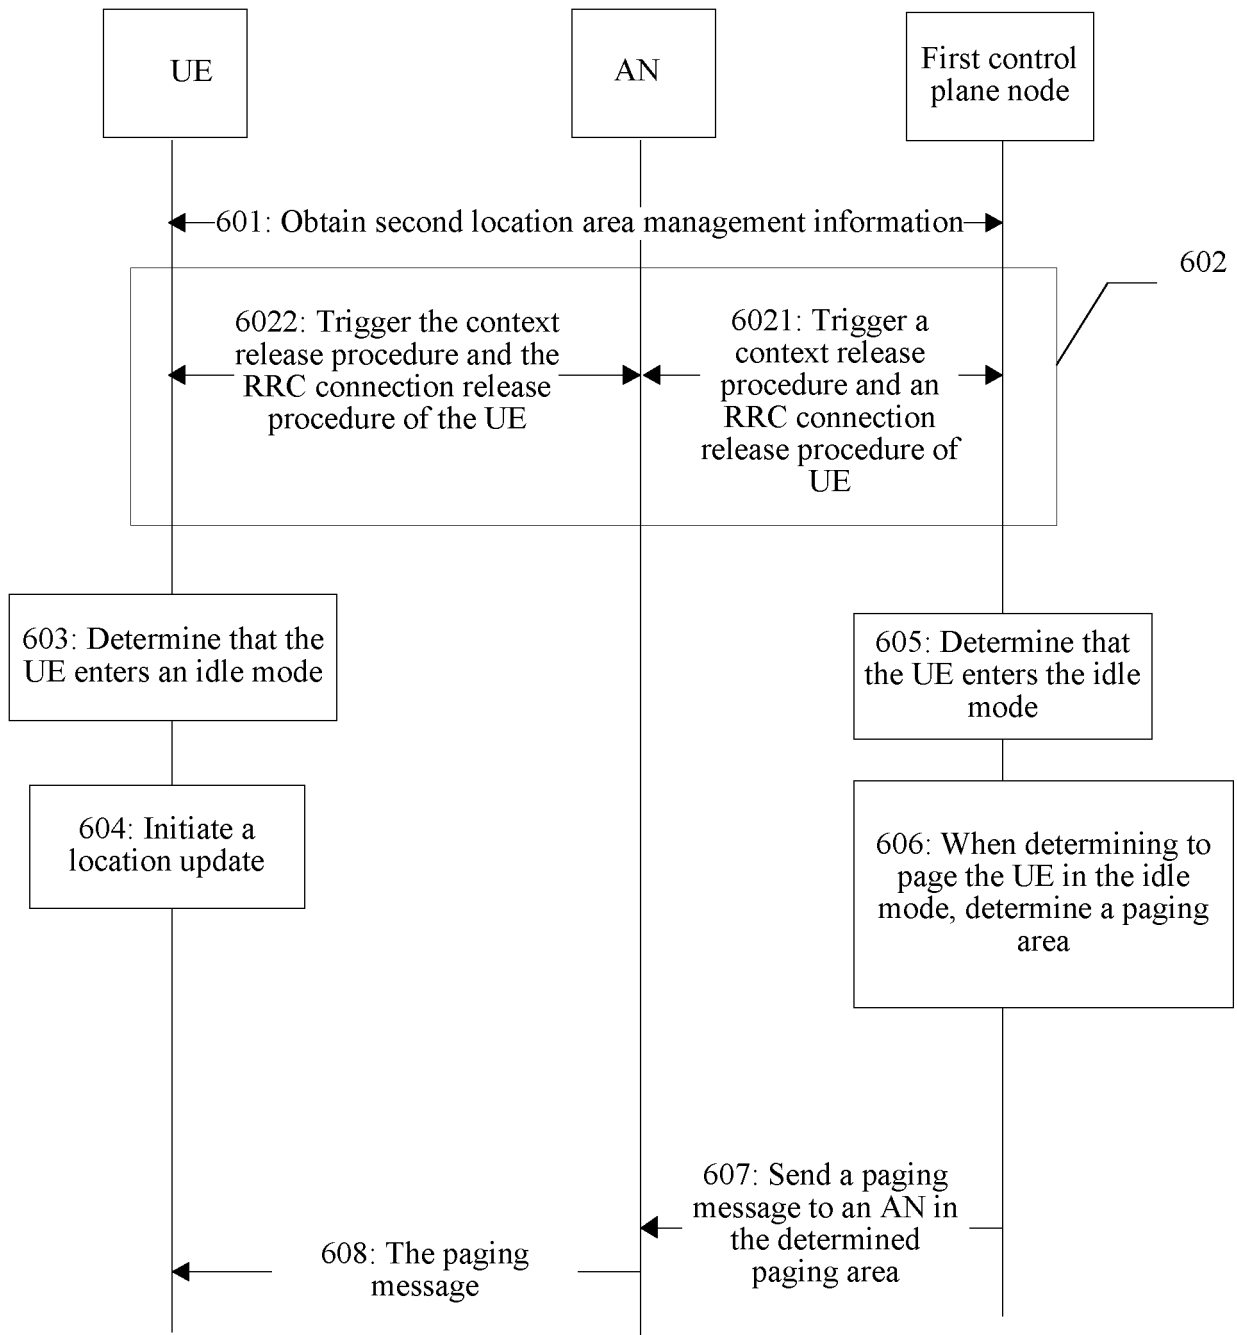 UE
AN
First control
plane node
601: Obtain second location area management information
602
6022: Trigger the context
release procedure and the
RRC connection release
procedure of the UE
6021: Trigger a
context release
procedure and an
RRC connection
release procedure of
UE
603: Determine that the
UE enters an idle mode
605: Determine that
the UE enters the idle
mode
604: Initiate a
location update
606: When determining to
page the UE in the idle
mode, determine a paging
area
607: Send a paging
message to an AN in
the determined
paging area
608: The paging
message